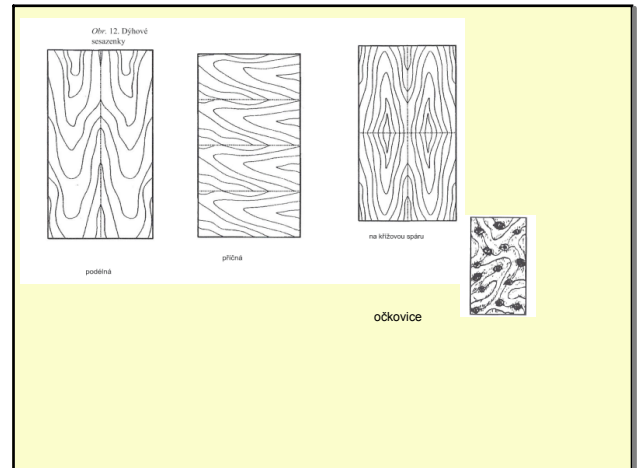 Obr. 12. Dýhové
sesazenky
podélná
příčná
na křížovou spáru
očkovice